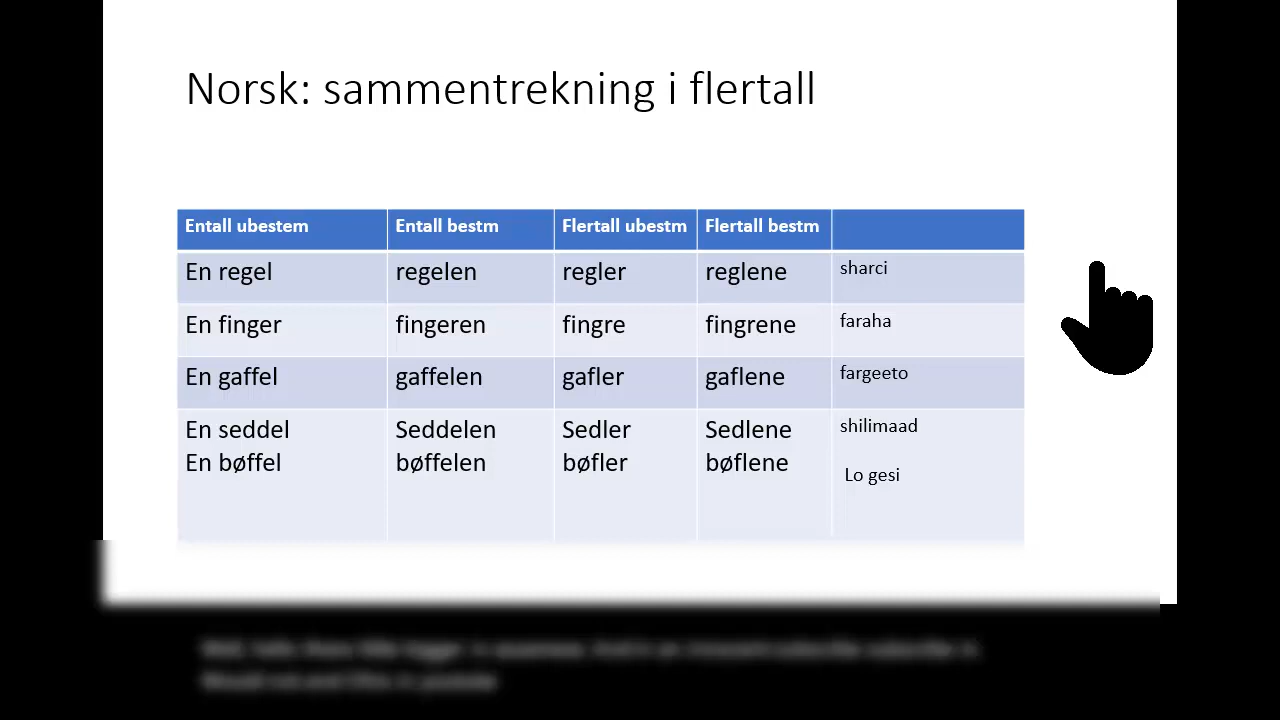 Norsk: sammentrekning i flertall
Entall ubestem Entall bestm Flertall ubestm Flertall bestm
En regel regelen regler reglene sharci
En finger fingeren fingre fingrene faraha
En gaffel gaffelen gafler gaflene fargeeto
En seddel Seddelen Sedler Sedlene shilimaad
En bøffel bøffelen bøfler bøflene Lo gesi